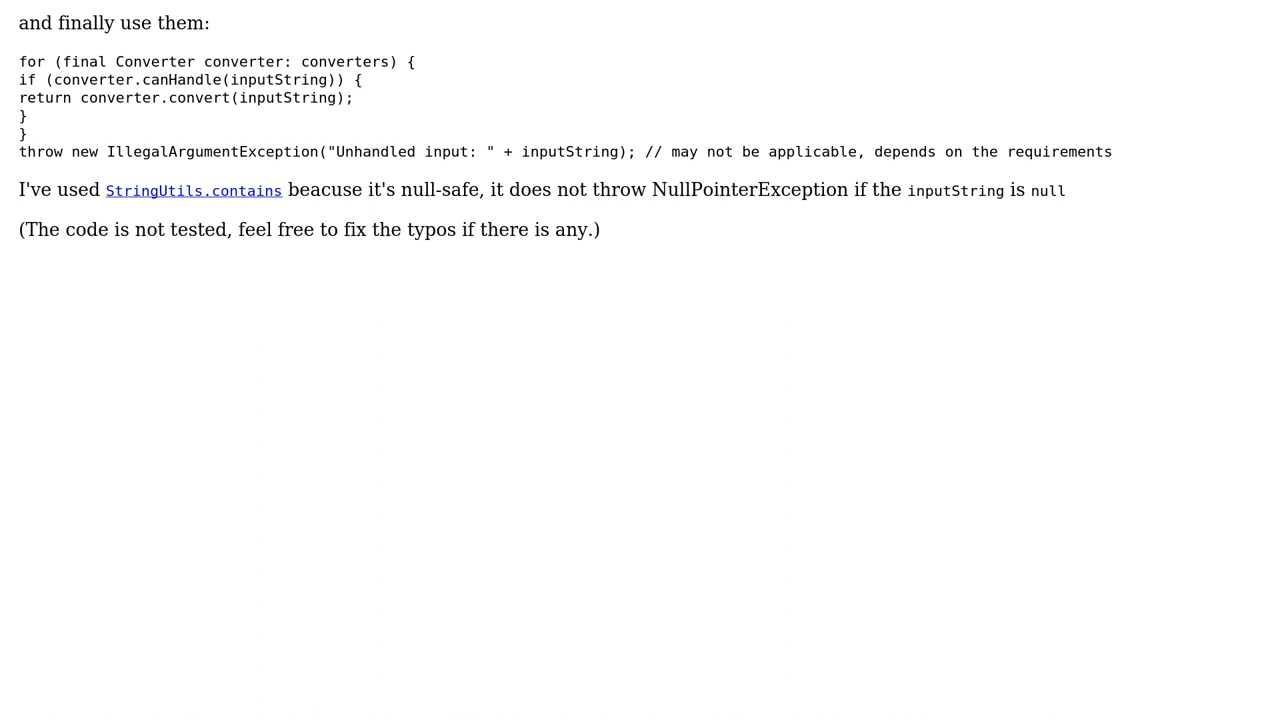 and finally use them:
for (final Converter converter: converters) {
if (converter.canHandle(inputString)) {
return converter.convert(inputString);
}
}
throw new IllegalArgumentException("Unhandled input: " + inputString); // may not be applicable, depends on the requirements
I've used StringUtils.contains beacuse it's null-safe, it does not throw NullPointerException if the inputString is null
(The code is not tested, feel free to fix the typos if there is any.)